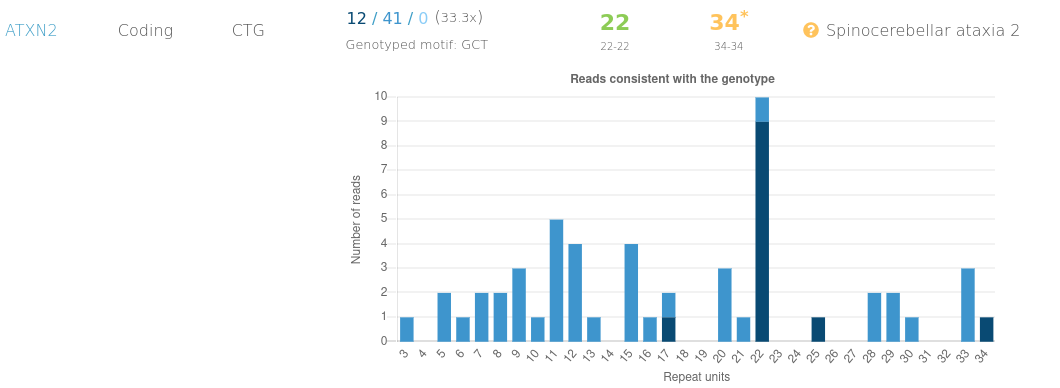 ATXN2 Coding CTG 12 / 41 / 0 (33.3x) 22 34* ? Spinocerebellar ataxia 2
Genotyped motif: GCT 22-22 34-34
Reads consistent with the genotype
10
9
8
7
6
5
4
3
2
1
0
Number of reads
3 4 5 6 7 8 9 10 11 12 13 14 15 16 17 18 19 20 21 22 23 24 25 26 27 28 29 30 31 32 33 34
Repeat units